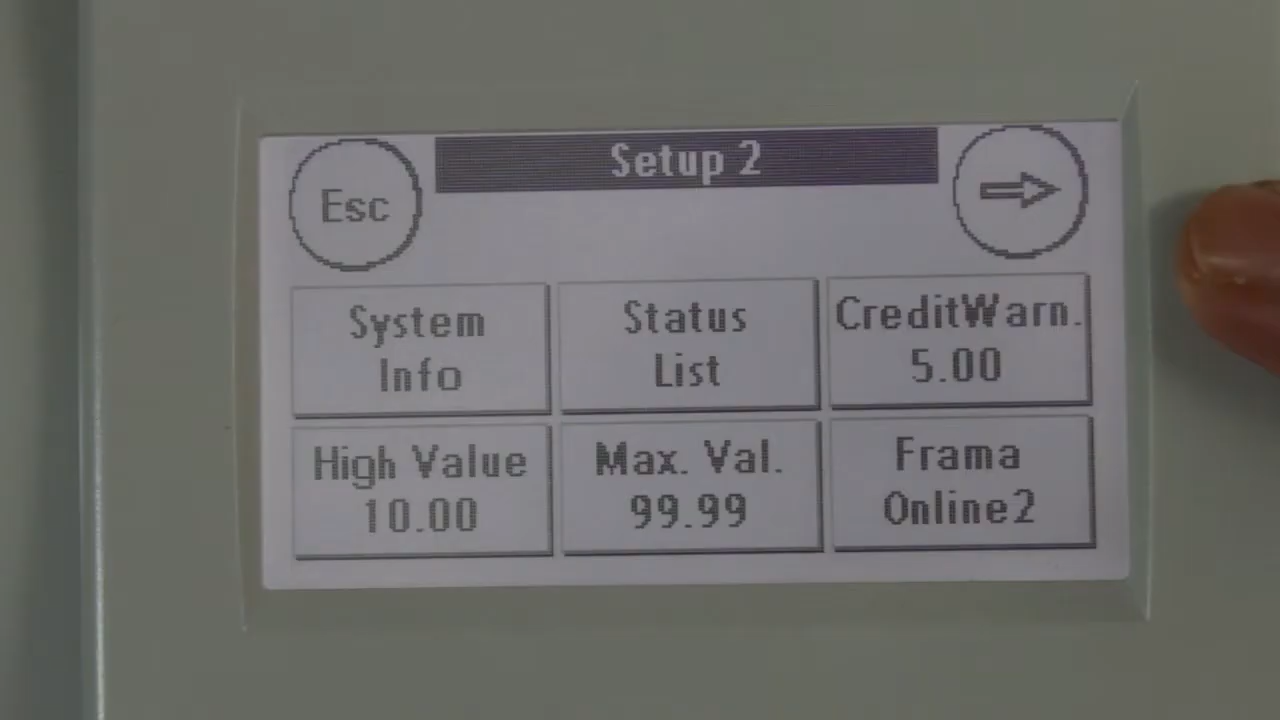 Setup 2
Esc
System
Info
Status
List
CreditWarn.
5.00
High Value
10.00
Max. Val.
99.99
Frama
Online2